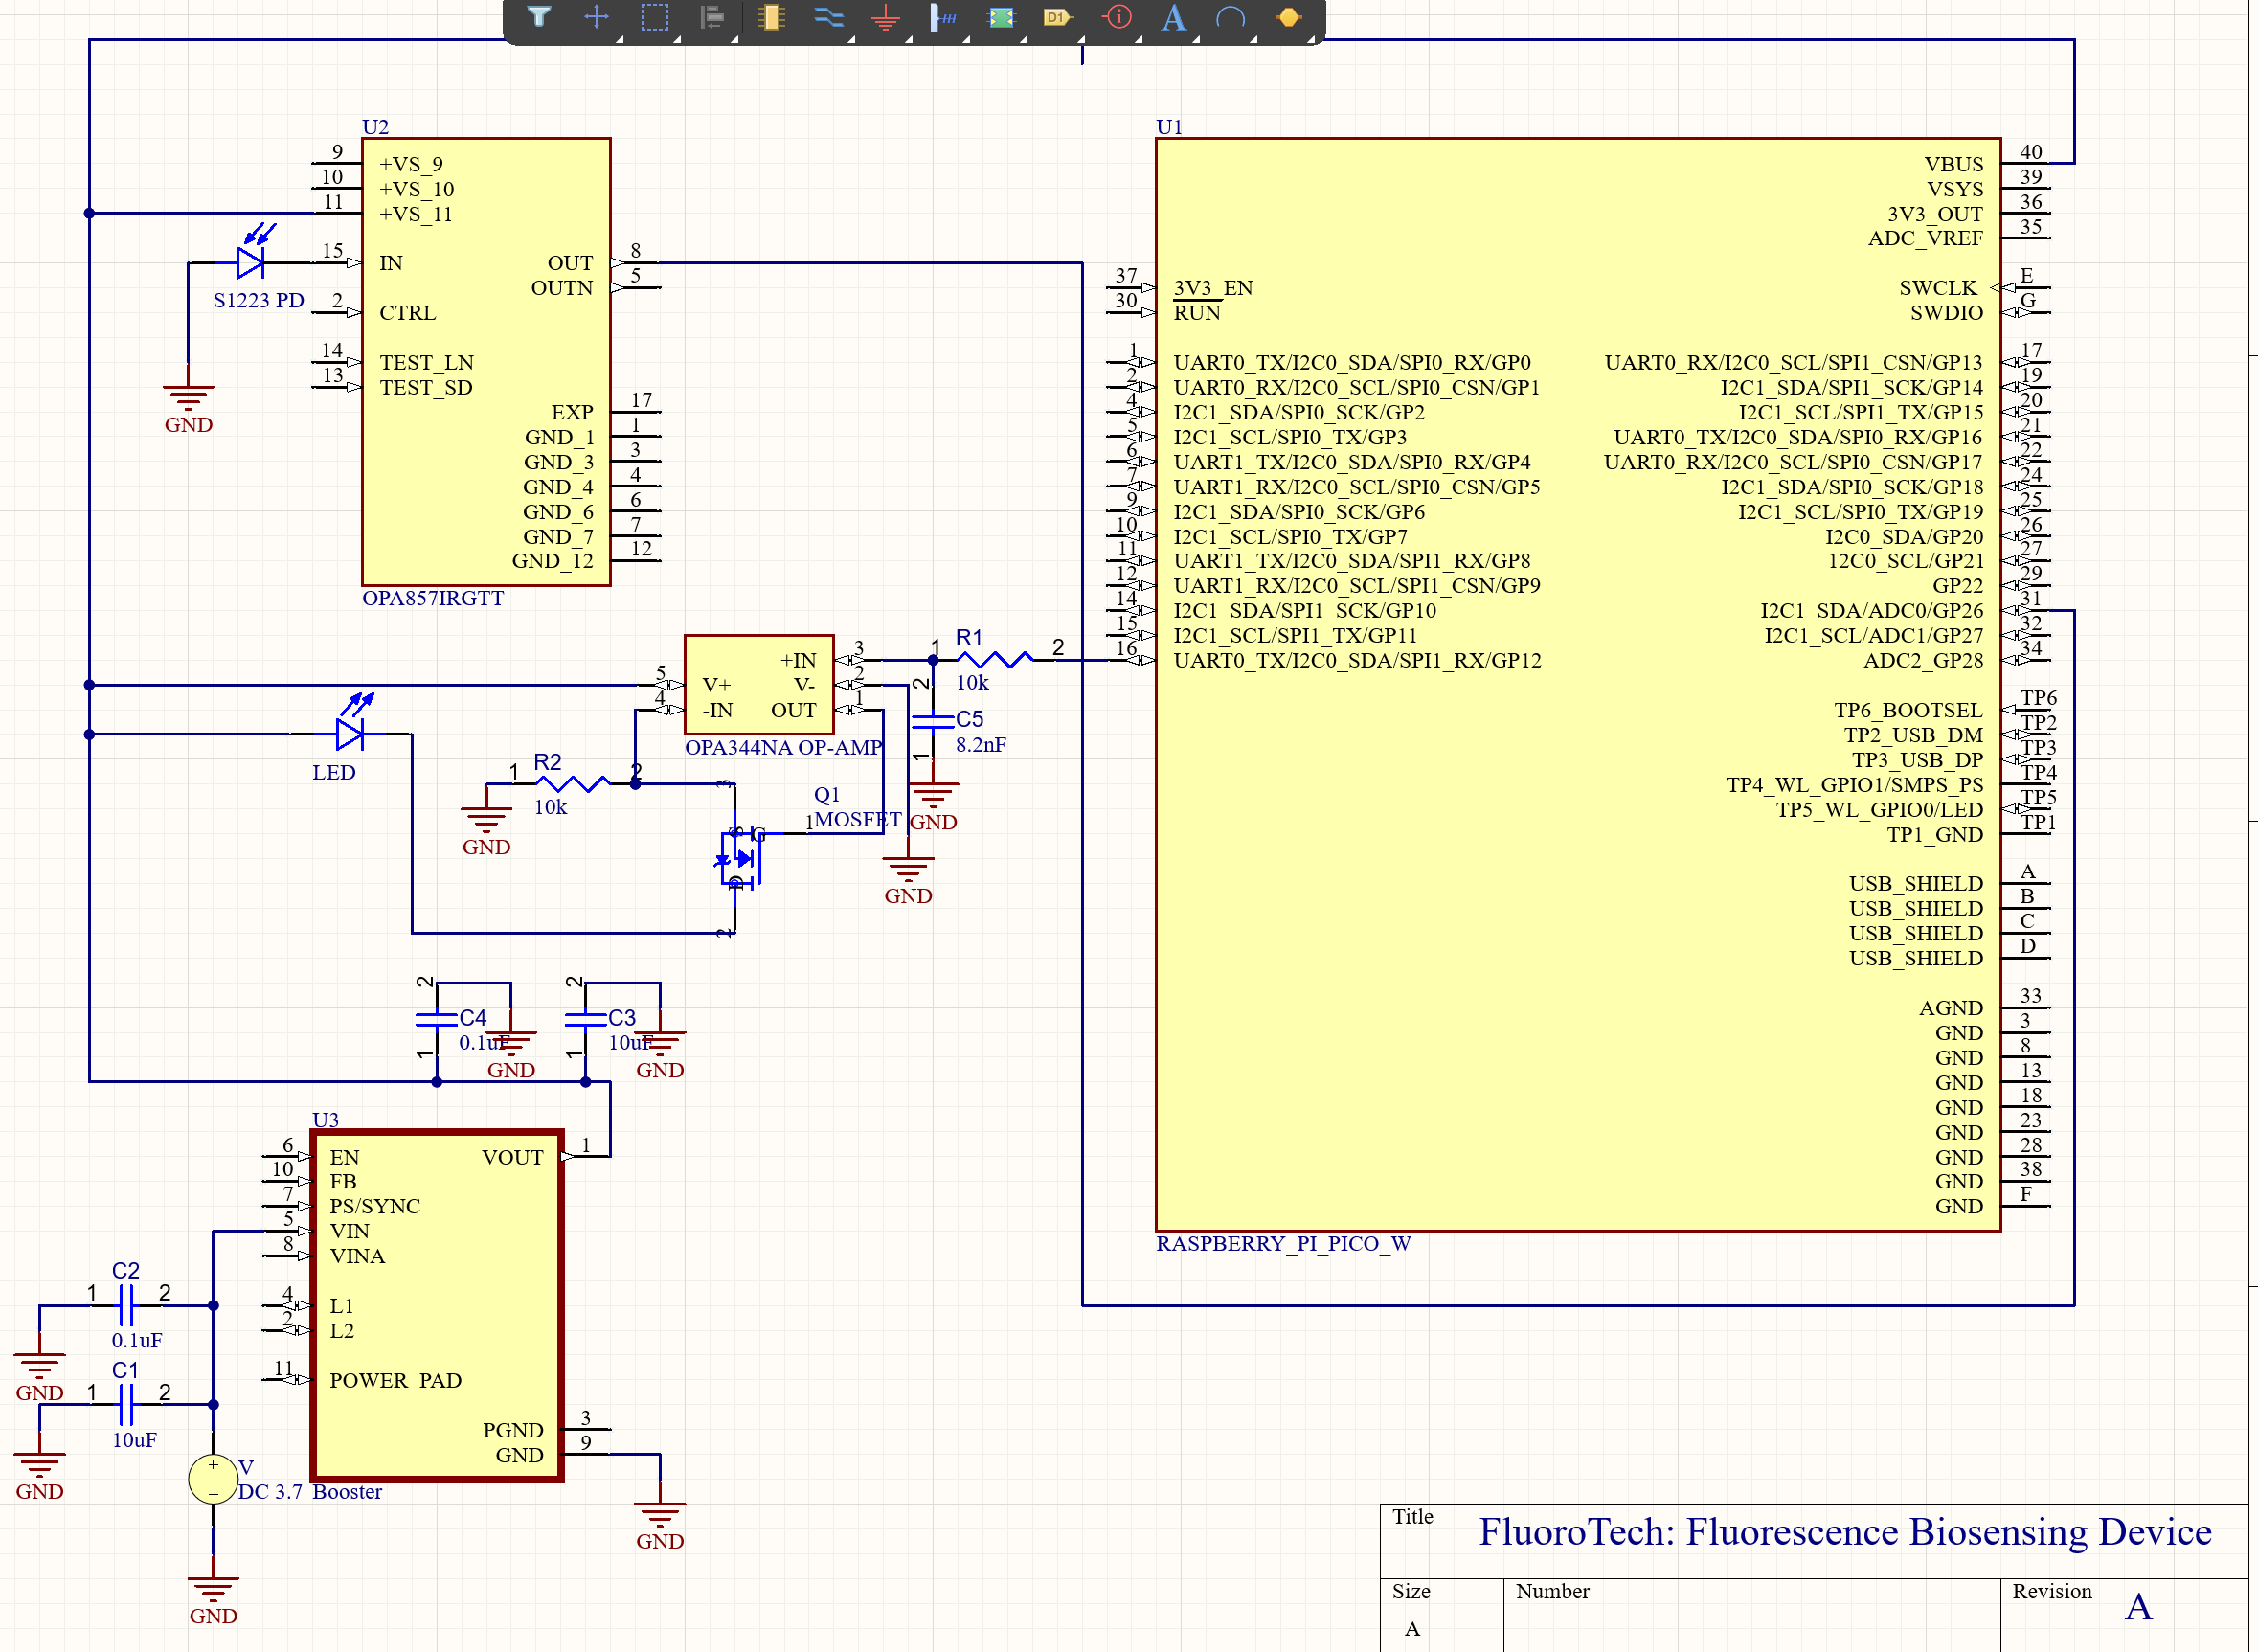 D1
A
U2
9 +VS_9
10 +VS_10
11 +VS_11
15 IN
OUT 8
OUTN 5
S1223 PD
2 CTRL
14 TEST_LN
13 TEST_SD
GND
EXP 17
GND_1 1
GND_3 3
GND_4 4
GND_6 6
GND_7 7
GND_12 12
OPA857IRGTT
U1
VBUS 40
VSYS 39
3V3_OUT 36
ADC_VREF 35
37 3V3_EN
SWCLK E
30 RUN
SWDIO G
1 UART0_TX/I2C0_SDA/SPI0_RX/GP0
UART0_RX/I2C0_SCL/SPI1_CSN/GP13 17
2 UART0_RX/I2C0_SCL/SPI0_CSN/GP1
I2C1_SDA/SPI1_SCK/GP14 19
4 I2C1_SDA/SPI0_SCK/GP2
I2C1_SCL/SPI1_TX/GP15 20
5 I2C1_SCL/SPI0_TX/GP3
UART0_TX/I2C0_SDA/SPI0_RX/GP16 21
6 UART1_TX/I2C0_SDA/SPI0_RX/GP4
UART0_RX/I2C0_SCL/SPI0_CSN/GP17 22
7 UART1_RX/I2C0_SCL/SPI0_CSN/GP5
I2C1_SDA/SPI0_SCK/GP18 24
9 I2C1_SDA/SPI0_SCK/GP6
I2C1_SCL/SPI0_TX/GP19 25
10 I2C1_SCL/SPI0_TX/GP7
I2C0_SDA/GP20 26
11 UART1_TX/I2C0_SDA/SPI1_RX/GP8
12C0_SCL/GP21 27
12 UART1_RX/I2C0_SCL/SPI1_CSN/GP9
GP22 29
14 I2C1_SDA/SPI1_SCK/GP10
I2C1_SDA/ADC0/GP26 31
15 I2C1_SCL/SPI1_TX/GP11
I2C1_SCL/ADC1/GP27 32
16 UART0_TX/I2C0_SDA/SPI1_RX/GP12
ADC2_GP28 34
TP6_BOOTSEL TP6
TP2_USB_DM TP2
TP3_USB_DP TP3
TP4_WL_GPIO1/SMPS_PS TP4
TP5_WL_GPIO0/LED TP5
TP1_GND TP1
USB_SHIELD A
USB_SHIELD B
USB_SHIELD C
USB_SHIELD D
AGND 33
GND 3
GND 8
GND 13
GND 18
GND 23
GND 28
GND 38
GND F
RASPBERRY_PI_PICO_W
+IN 3
5 V+ V- 2
4 -IN OUT 1
OPA344NA OP-AMP
1 R1 2
10k
2 C5 1
8.2nF
GND
GND
LED
1 R2 2
10k
GND
Q1
MOSFET
3
S G 1
D
2
2 C4 1
0.1uF
GND
2 C3 1
10uF
GND
U3
6 EN
VOUT 1
10 FB
7 PS/SYNC
5 VIN
8 VINA
4 L1
2 L2
11 POWER_PAD
PGND 3
GND 9
Booster
GND
C2
1 2
0.1uF
GND
C1
1 2
10uF
GND
+
−
V
DC 3.7
GND
Title
FluoroTech: Fluorescence Biosensing Device
Size
A
Number
Revision
A